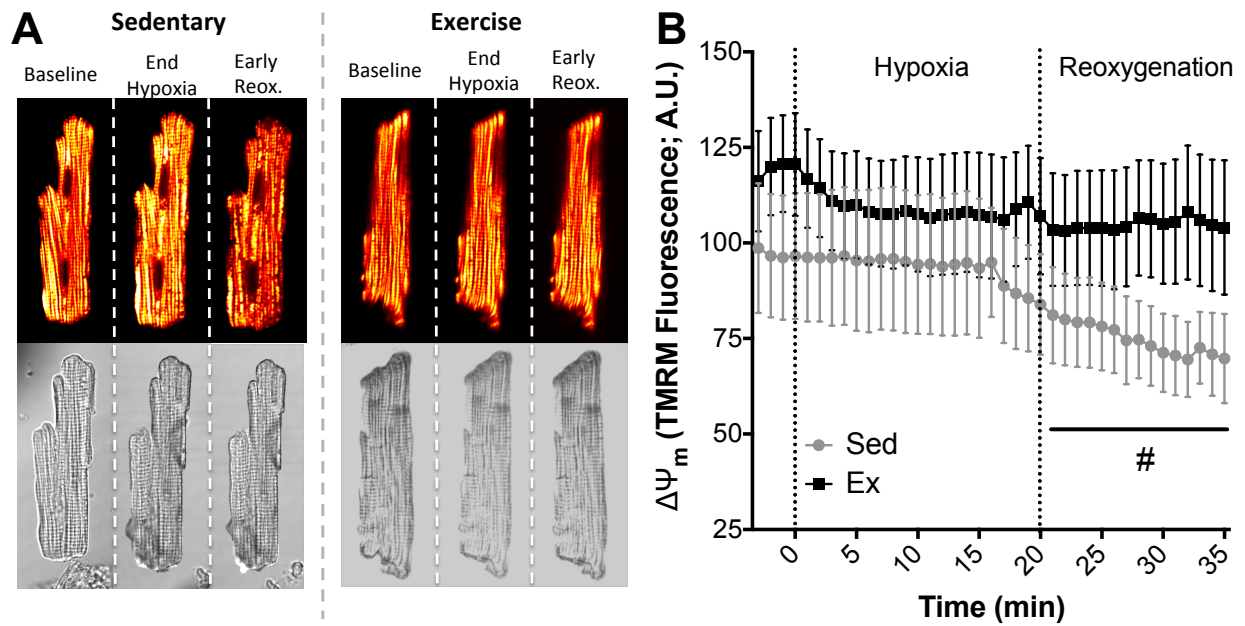 A
Sedentary
Exercise
Baseline
End
Hypoxia
Early
Reox.
Baseline
End
Hypoxia
Early
Reox.
B
ΔΨm (TMRM Fluorescence; A.U.)
150
125
100
75
50
25
Hypoxia
Reoxygenation
Sed
Ex
#
0
5
10
15
20
25
30
35
Time (min)